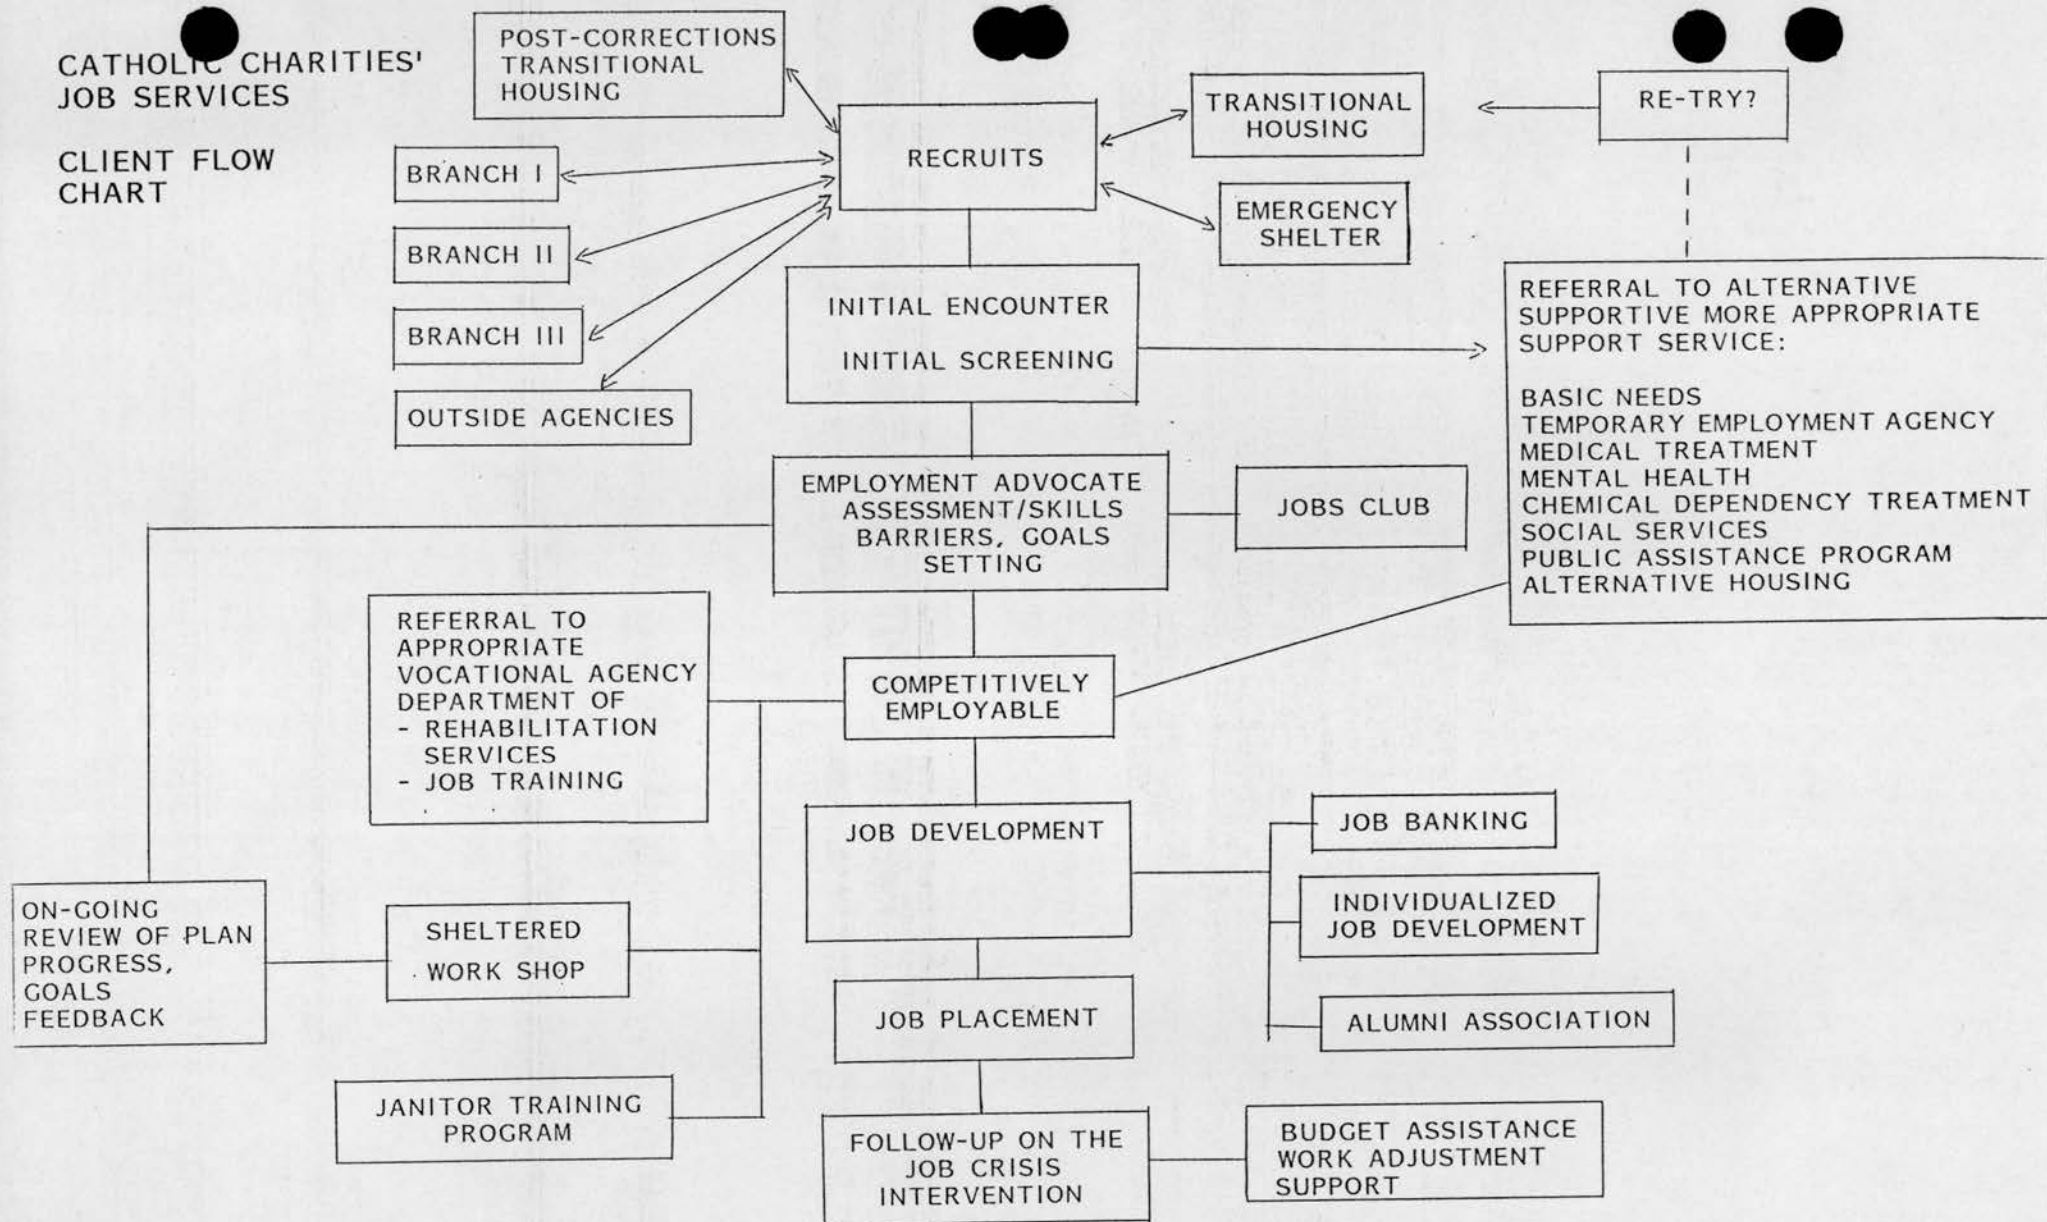 CATHOLIC CHARITIES'
JOB SERVICES
CLIENT FLOW
CHART
POST-CORRECTIONS
TRANSITIONAL
HOUSING
BRANCH I
BRANCH II
BRANCH III
OUTSIDE AGENCIES
RECRUITS
TRANSITIONAL
HOUSING
EMERGENCY
SHELTER
RE-TRY?
INITIAL ENCOUNTER
INITIAL SCREENING
REFERRAL TO ALTERNATIVE
SUPPORTIVE MORE APPROPRIATE
SUPPORT SERVICE:
BASIC NEEDS
TEMPORARY EMPLOYMENT AGENCY
MEDICAL TREATMENT
MENTAL HEALTH
CHEMICAL DEPENDENCY TREATMENT
SOCIAL SERVICES
PUBLIC ASSISTANCE PROGRAM
ALTERNATIVE HOUSING
EMPLOYMENT ADVOCATE
ASSESSMENT/SKILLS
BARRIERS, GOALS
SETTING
JOBS CLUB
REFERRAL TO
APPROPRIATE
VOCATIONAL AGENCY
DEPARTMENT OF
- REHABILITATION
SERVICES
- JOB TRAINING
COMPETITIVELY
EMPLOYABLE
JOB DEVELOPMENT
JOB BANKING
INDIVIDUALIZED
JOB DEVELOPMENT
ALUMNI ASSOCIATION
ON-GOING
REVIEW OF PLAN
PROGRESS,
GOALS
FEEDBACK
SHELTERED
WORK SHOP
JOB PLACEMENT
JANITOR TRAINING
PROGRAM
FOLLOW-UP ON THE
JOB CRISIS
INTERVENTION
BUDGET ASSISTANCE
WORK ADJUSTMENT
SUPPORT